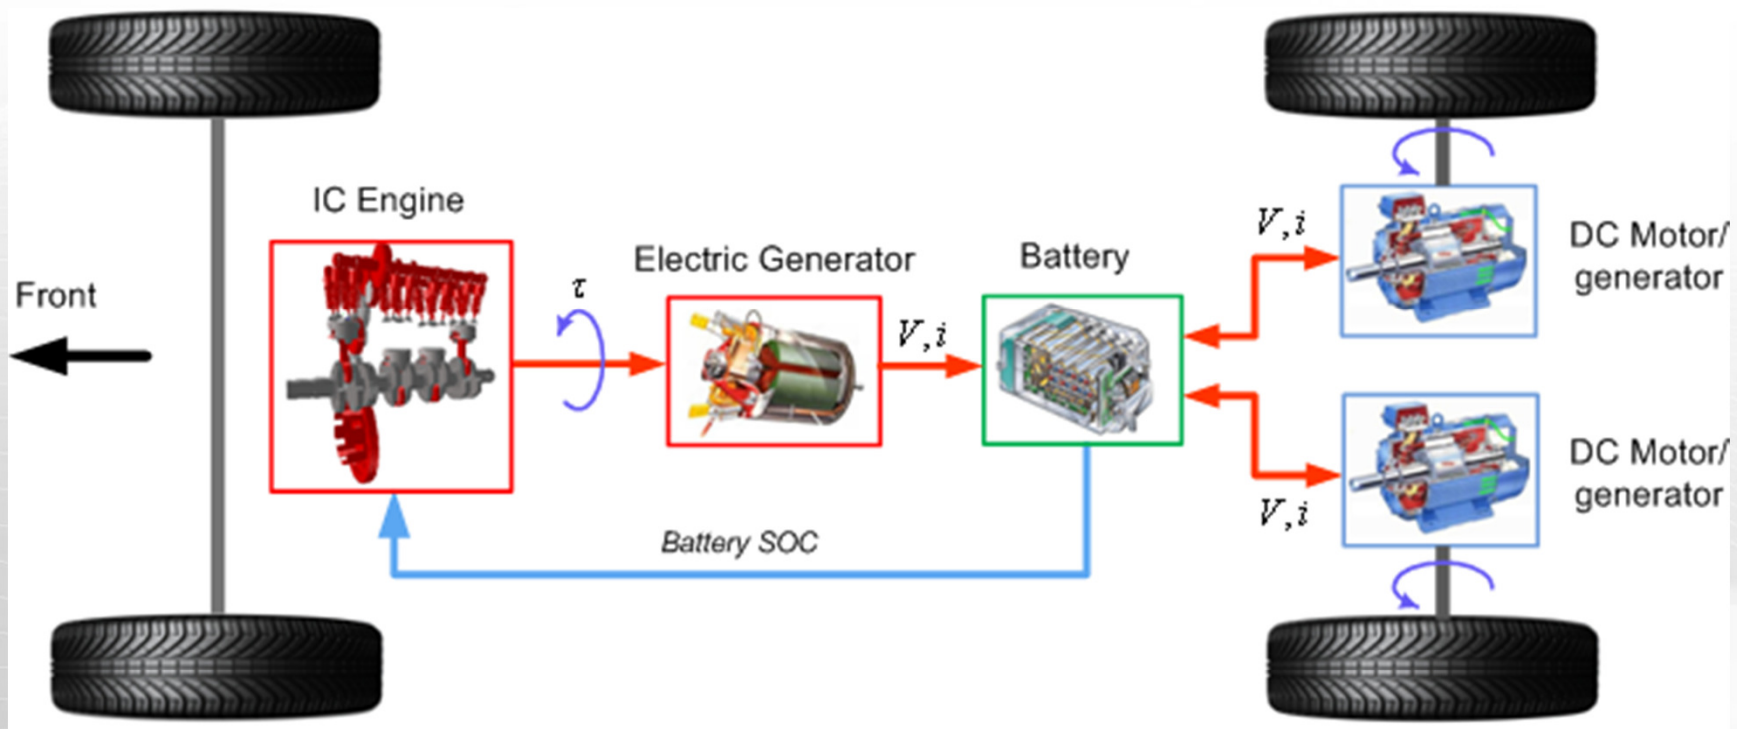 IC Engine
Front
τ
Electric Generator
V,i
Battery
V,i
DC Motor/
generator
V,i
DC Motor/
generator
Battery SOC